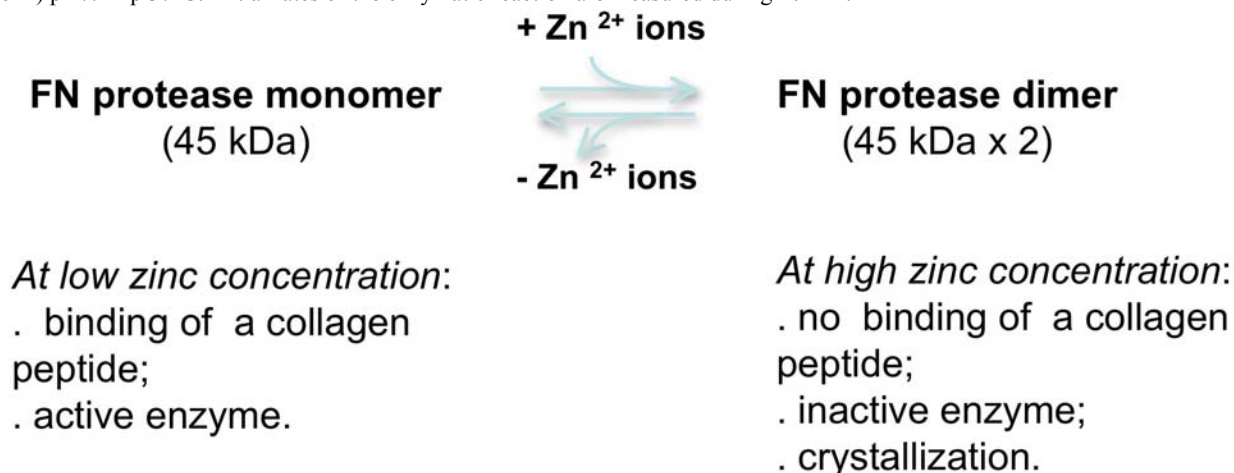 + Zn 2+ ions
FN protease monomer
(45 kDa)
FN protease dimer
(45 kDa x 2)
- Zn 2+ ions
At low zinc concentration:
. binding of a collagen
peptide;
. active enzyme.
At high zinc concentration:
. no binding of a collagen
peptide;
. inactive enzyme;
. crystallization.